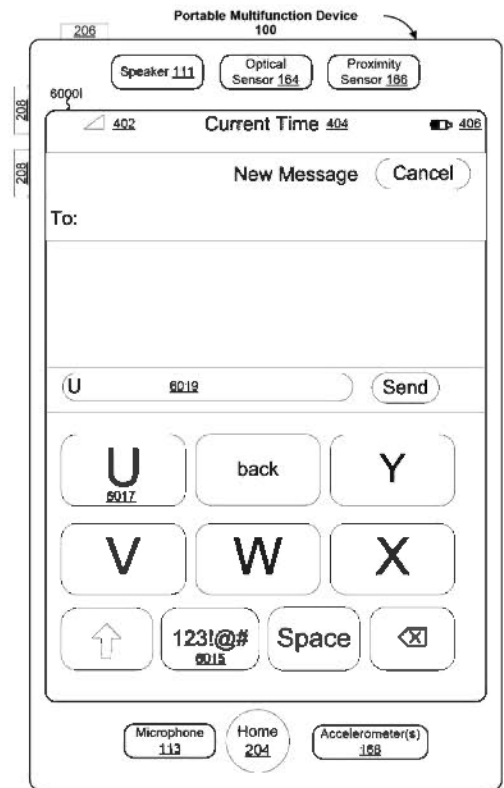 Portable Multifunction Device
206
100
Speaker 111
Optical
Sensor 164
Proximity
Sensor 166
6000I
208
402
Current Time 404
406
208
New Message
Cancel
To:
U
6019
Send
U
6017
back
Y
V
W
X
123!@#
6015
Space
Microphone
113
Home
204
Accelerometer(s)
168